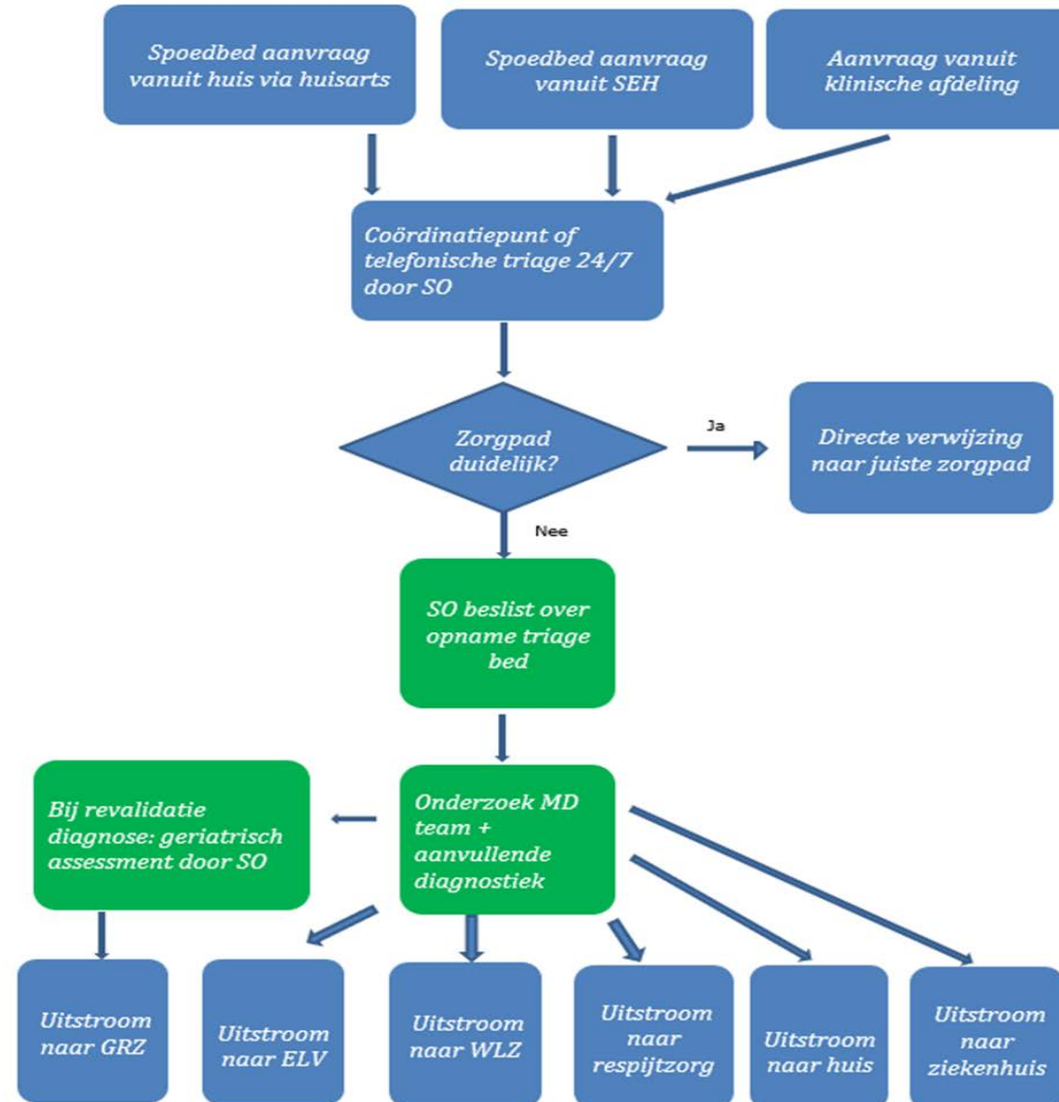 Spoedbed aanvraag
vanuit huis via huisarts
Spoedbed aanvraag
vanuit SEH
Aanvraag vanuit
klinische afdeling
Coördinatiepunt of
telefonische triage 24/7
door SO
Zorgpad
duidelijk?
Ja
Directe verwijzing
naar juiste zorgpad
Nee
SO beslist over
opname triage
bed
Bij revalidatie
diagnose: geriatrisch
assessment door SO
Onderzoek MD
team +
aanvullende
diagnostiek
Uitstroom
naar GRZ
Uitstroom
naar ELV
Uitstroom
naar WLZ
Uitstroom
naar
respijtzorg
Uitstroom
naar huis
Uitstroom
naar
ziekenhuis